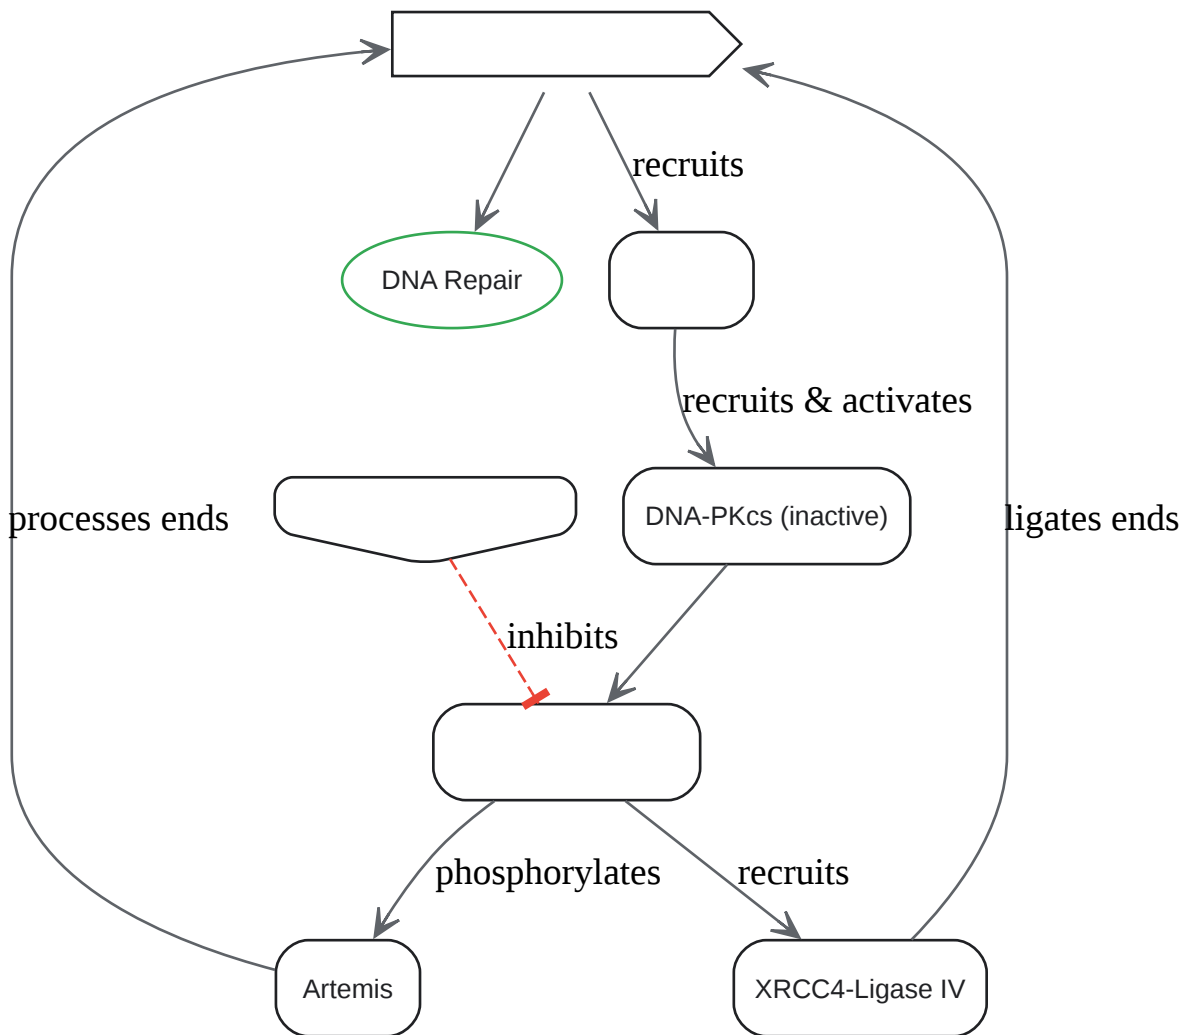 recruits
DNA Repair
recruits & activates
processes ends
DNA-PKcs (inactive)
ligates ends
inhibits
phosphorylates
recruits
Artemis
XRCC4-Ligase IV